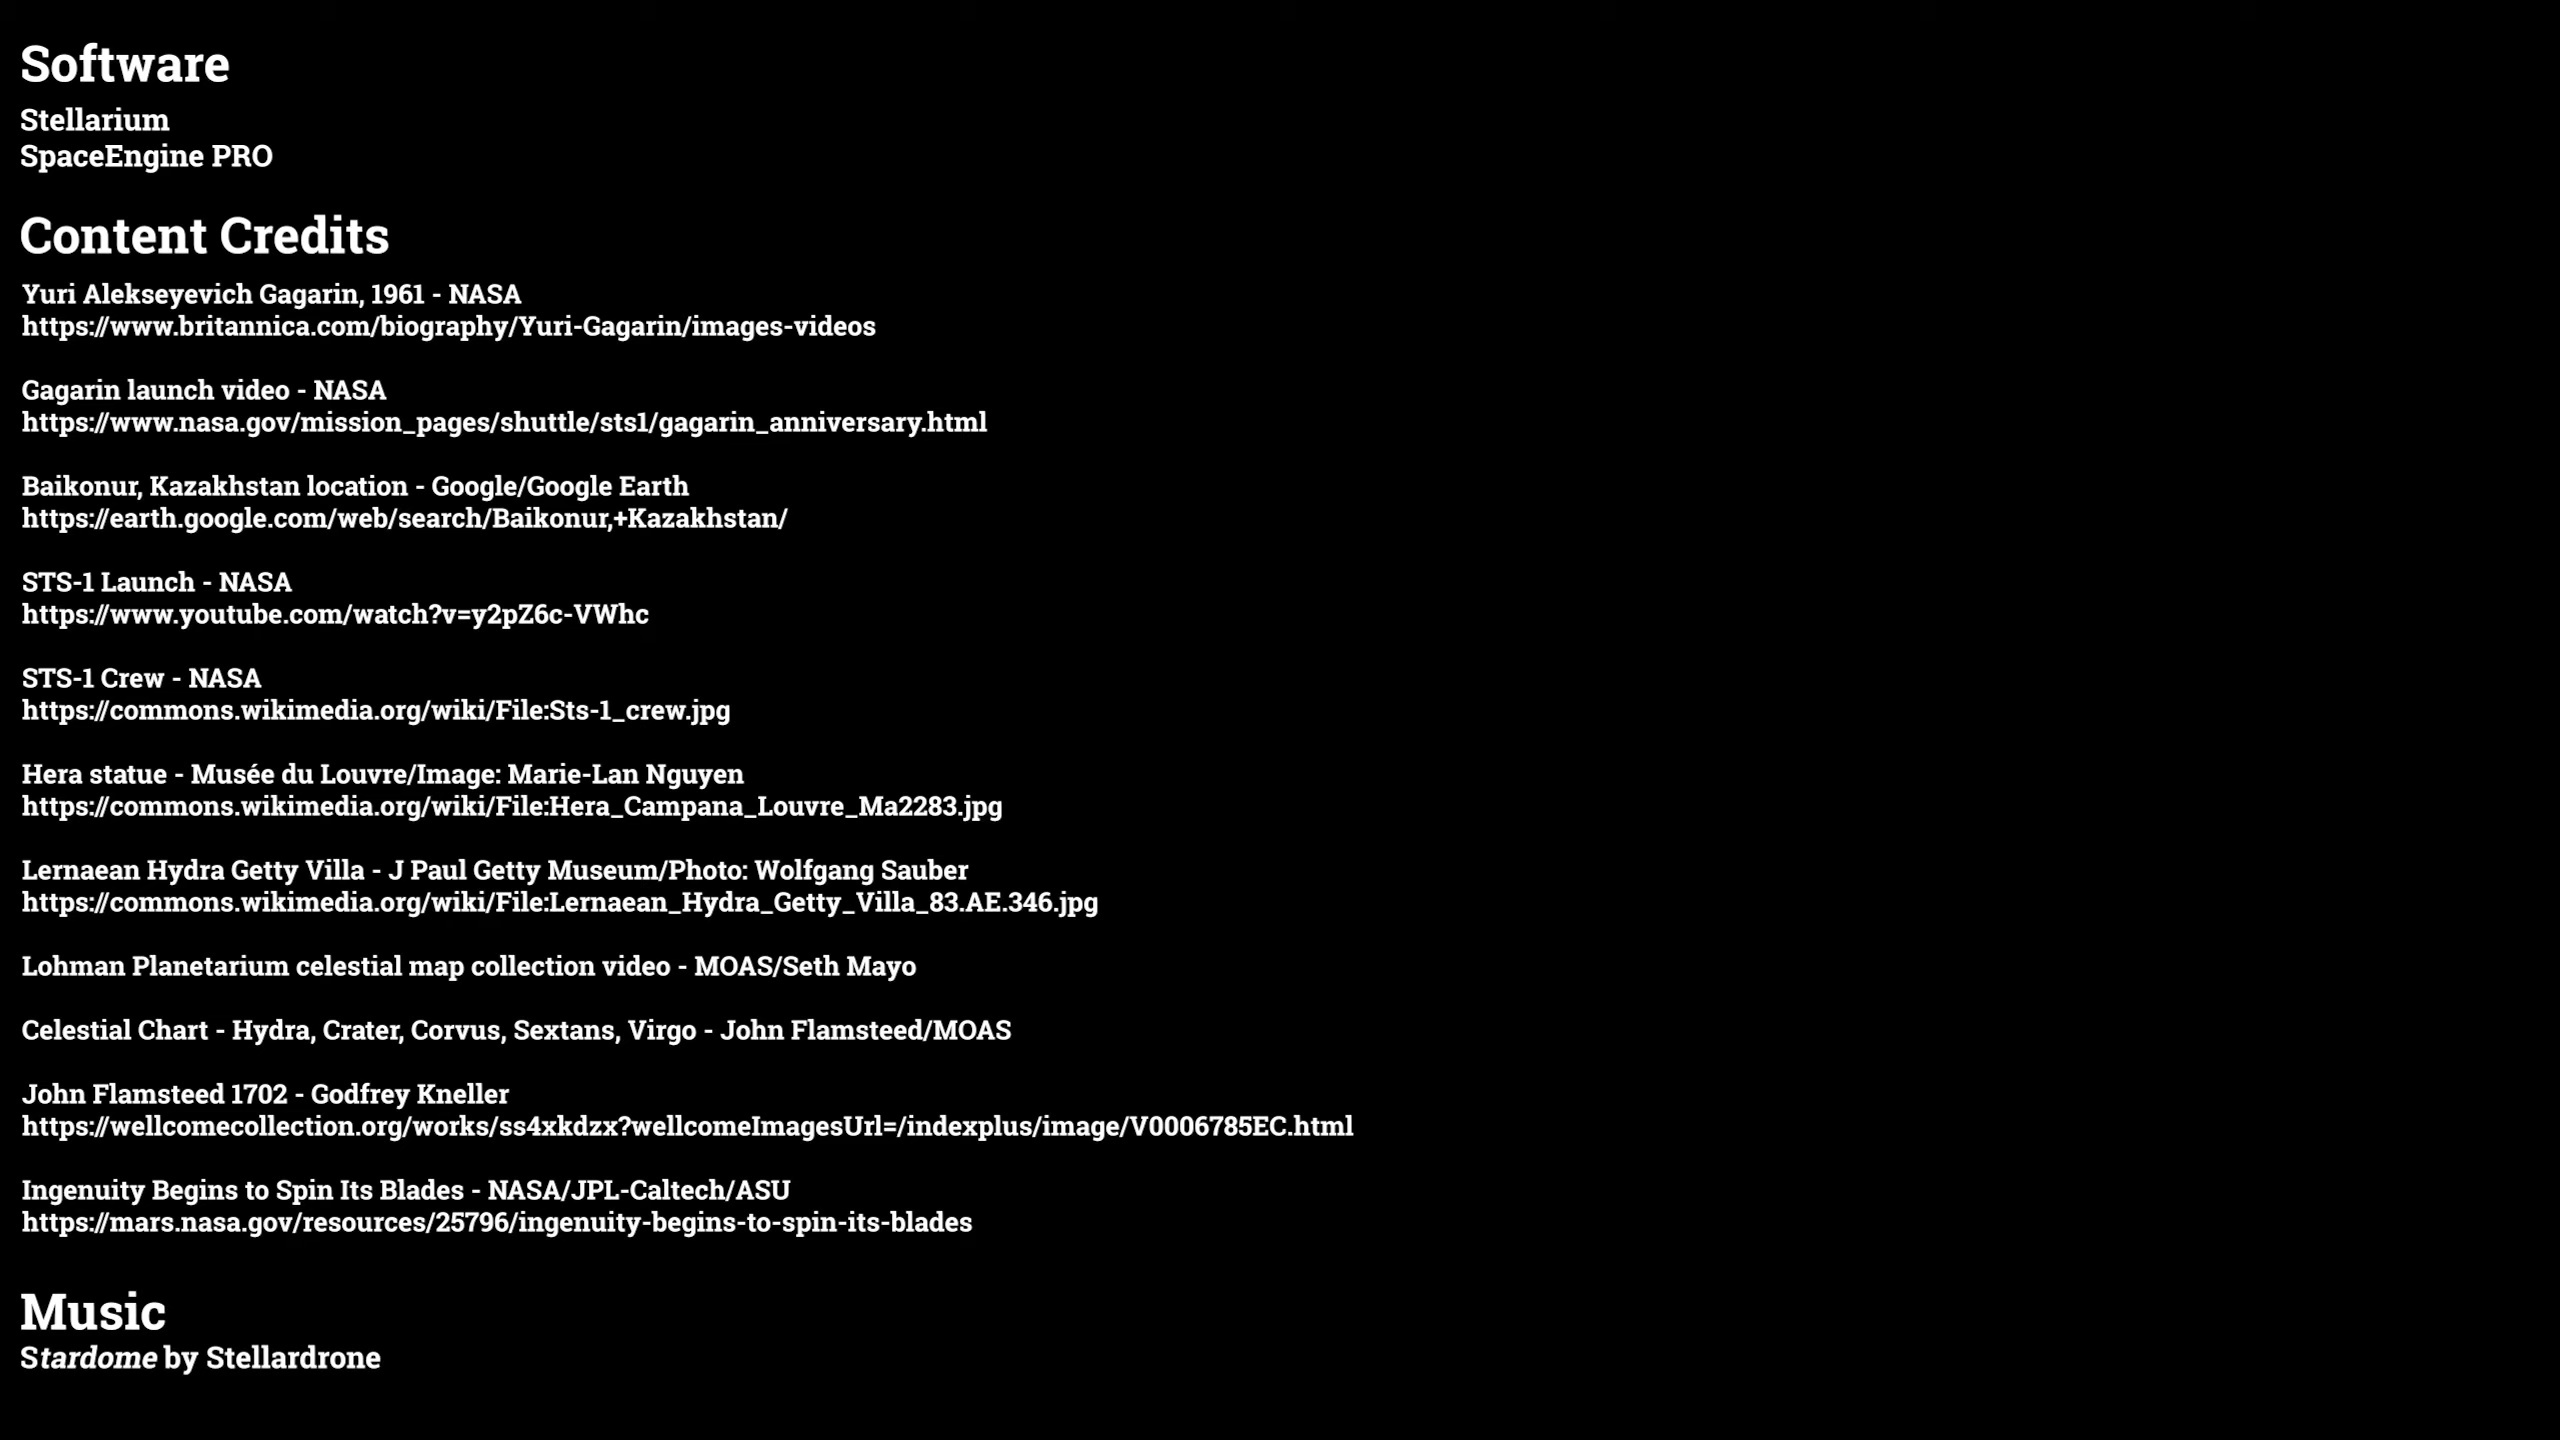 Software
Stellarium
SpaceEngine PRO
Content Credits
Yuri Alekseyevich Gagarin, 1961 - NASA
https://www.britannica.com/biography/Yuri-Gagarin/images-videos
Gagarin launch video - NASA
https://www.nasa.gov/mission_pages/shuttle/sts1/gagarin_anniversary.html
Baikonur, Kazakhstan location - Google/Google Earth
https://earth.google.com/web/search/Baikonur,+Kazakhstan/
STS-1 Launch - NASA
https://www.youtube.com/watch?v=y2pZ6c-VWhc
STS-1 Crew - NASA
https://commons.wikimedia.org/wiki/File:Sts-1_crew.jpg
Hera statue - Musée du Louvre/Image: Marie-Lan Nguyen
https://commons.wikimedia.org/wiki/File:Hera_Campana_Louvre_Ma2283.jpg
Lernaean Hydra Getty Villa - J Paul Getty Museum/Photo: Wolfgang Sauber
https://commons.wikimedia.org/wiki/File:Lernaean_Hydra_Getty_Villa_83.AE.346.jpg
Lohman Planetarium celestial map collection video - MOAS/Seth Mayo
Celestial Chart - Hydra, Crater, Corvus, Sextans, Virgo - John Flamsteed/MOAS
John Flamsteed 1702 - Godfrey Kneller
https://wellcomecollection.org/works/ss4xkdzx?wellcomeImagesUrl=/indexplus/image/V0006785EC.html
Ingenuity Begins to Spin Its Blades - NASA/JPL-Caltech/ASU
https://mars.nasa.gov/resources/25796/ingenuity-begins-to-spin-its-blades
Music
Stardome by Stellardrone